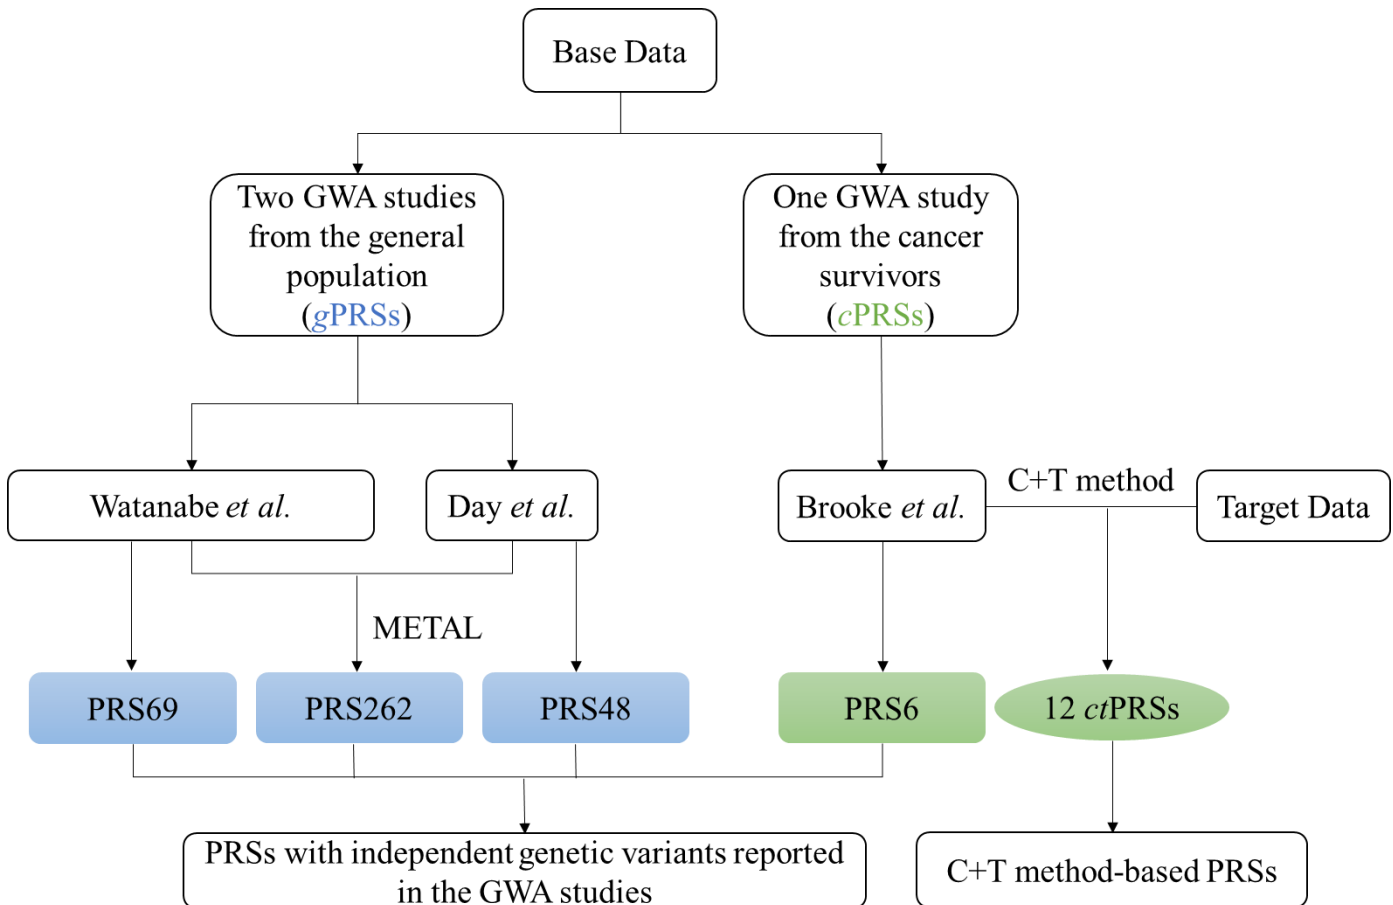 Base Data
Two GWA studies
from the general
population
(gPRSs)
One GWA study
from the cancer
survivors
(cPRSs)
Watanabe et al.
Day et al.
Brooke et al.
C+T method
Target Data
METAL
PRS69
PRS262
PRS48
PRS6
12 ctPRSs
PRSs with independent genetic variants reported
in the GWA studies
C+T method-based PRSs